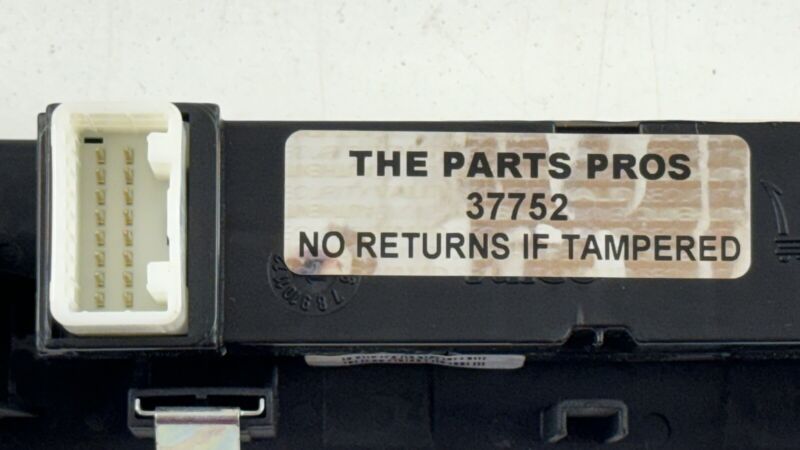 THE PARTS PROS
37752
NO RETURNS IF TAMPERED